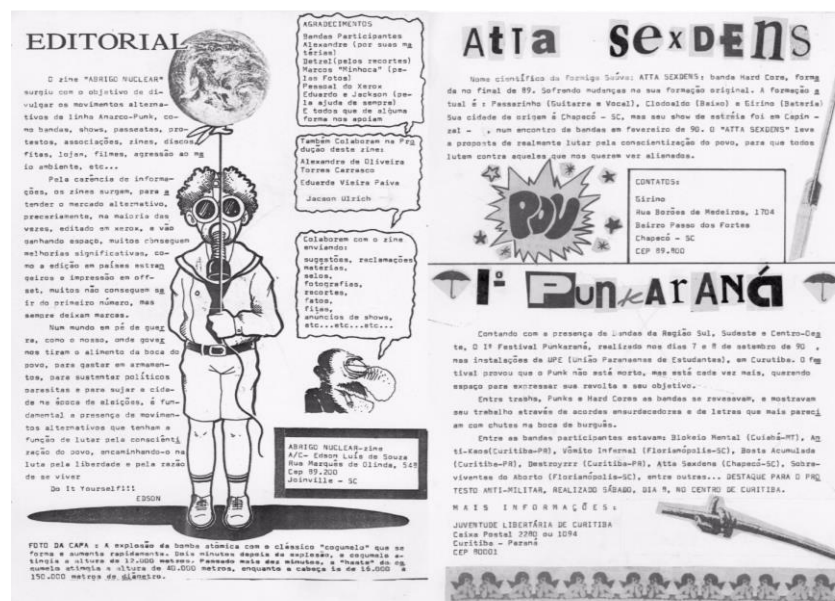 EDITORIAL
O zime "ABRIGO NUCLEAR"
surgiu com o objetivo de di-
vulgar os movimentos alterna-
tivos da linha Anarco-Punk, co-
mo bandas, shows, passeatas, pro-
testos, associações, zines, discos
fitas, lojas, filmes, agressão ao me
io ambiente, etc...
Pela carência de informa-
ções, os zines surgem, para a
tender o mercado alternativo,
precariamente, na maioria das
vezes, editado em xerox, e vão
ganhando espaço, muitos conseguem
melhorias significativas, co-
mo a edição em países estran
geiros e impressão em off-
set, muitos não conseguem sa
ir do primeiro número, mas
sempre deixam marcas.
Num mundo em pé de guer
ra, como o nosso, onde gover
nos tiram o alimento da boca do
povo, para gastar em armamen-
tos, para sustentar políticos
parasitas e para sujar a cida-
de na época de eleições, é fun-
damental a presença de movimen-
tos alternativos que tenham a
função de lutar pela conscienti
zação do povo, encaminhando-o na
luta pela liberdade e pela razão
de se viver
Do It Yourself!!!
EDSON
AGRADECIMENTOS
Bandas Participantes
Alexandre (por suas ma
térias)
Detzel(pelos recortes)
Marcos "Minhoca" (pe-
las Fotos)
Pessoal do Xerox
Eduardo e Jackson (pe-
la ajuda de sempre)
E todos que de alguma
forma nos apoiam
Também Colaboram na Pro
dução deste zine:
Alexandre de Oliveira
Torres Carrasco
Eduardo Vieira Paiva
Jacson Ulrich
Colaborem com o zine
enviando:
sugestões, reclamações
matérias,
selos,
fotografias,
recortes,
fatos,
fitas,
anúncios de shows,
etc...etc...etc...
ABRIGO NUCLEAR-zine
A/C- Edson Luís de Souza
Rua Marquês de Olinda, 548
Cep 89.200
Joinville - SC
FOTO DA CAPA : A explosão da bomba atômica com o clássico "cogumelo" que se
forma e aumenta rapidamente. Dois minutos depois da explosão, o cogumelo a-
tingia a altura de 12.000 metros. Passado mais dez minutos, a "haste" do co
gumelo atingia a altura de 40.000 metros, enquanto a cabeça ia de 16.000 a
150.000 metros de diâmetro.
ATTA SEXDENS
Nome científico da formiga Saúva: ATTA SEXDENS: banda Hard Core, forma
da no final de 89. Sofrendo mudanças na sua formação original. A formação a
tual é : Passarinho (Guitarra e Vocal), Clodoaldo (Baixo) e Girino (Bateria)
Sua cidade de origem é Chapecó - SC, mas seu show de estréia foi em Capin -
zal - , num encontro de bandas em fevereiro de 90. O "ATTA SEXDENS" leva
a proposta de realmente lutar pela conscientização do povo, para que todos
lutem contra aqueles que nos querem ver alienados.
POU
CONTATOS:
Girino
Rua Borões de Medeiros, 1704
Bairro Passo dos Fortes
Chapecó - SC
CEP 89.800
1º PUNKARANÁ
Contando com a presença de bandas da Região Sul, Sudeste e Centro-Oes
te, O 1º Festival Punkaraná, realizado nos dias 7 e 8 de setembro de 90 ,
nas instalações da UPE (União Paranaense de Estudantes), em Curutiba. O fes
tival provou que o Punk não está morto, mas está cada vez mais, querendo
espaço para expressar sua revolta e seu objetivo.
Entre trabhs, Punks e Hard Cores as bandas se revesavam, e mostravam
seu trabalho através de acordes ensurdecedores e de letras que mais pareci
am com chutes na boca de burguês.
Entre as bandas participantes estavam: Blokeio Mental (Cuiabá-MT), An
ti-Kaos(Curitiba-PR), Vômito Informal (Florianópolis-SC), Bosta Acumulada
(Curitiba-PR), Destroyzrr (Curitiba-PR), Atta Sexdens (Chapecó-SC), Sobre-
viventes do Aborto (Florianópolis-SC), entre outras... DESTAQUE PARA O PRO
TESTO ANTI-MILITAR, REALIZADO SÁBADO, DIA 9, NO CENTRO DE CURITIBA.
MAIS INFORMAÇÕES:
JUVENTUDE LIBERTÁRIA DE CURITIBA
Caixa Postal 2280 ou 1094
Curitiba - Paraná
CEP 80001